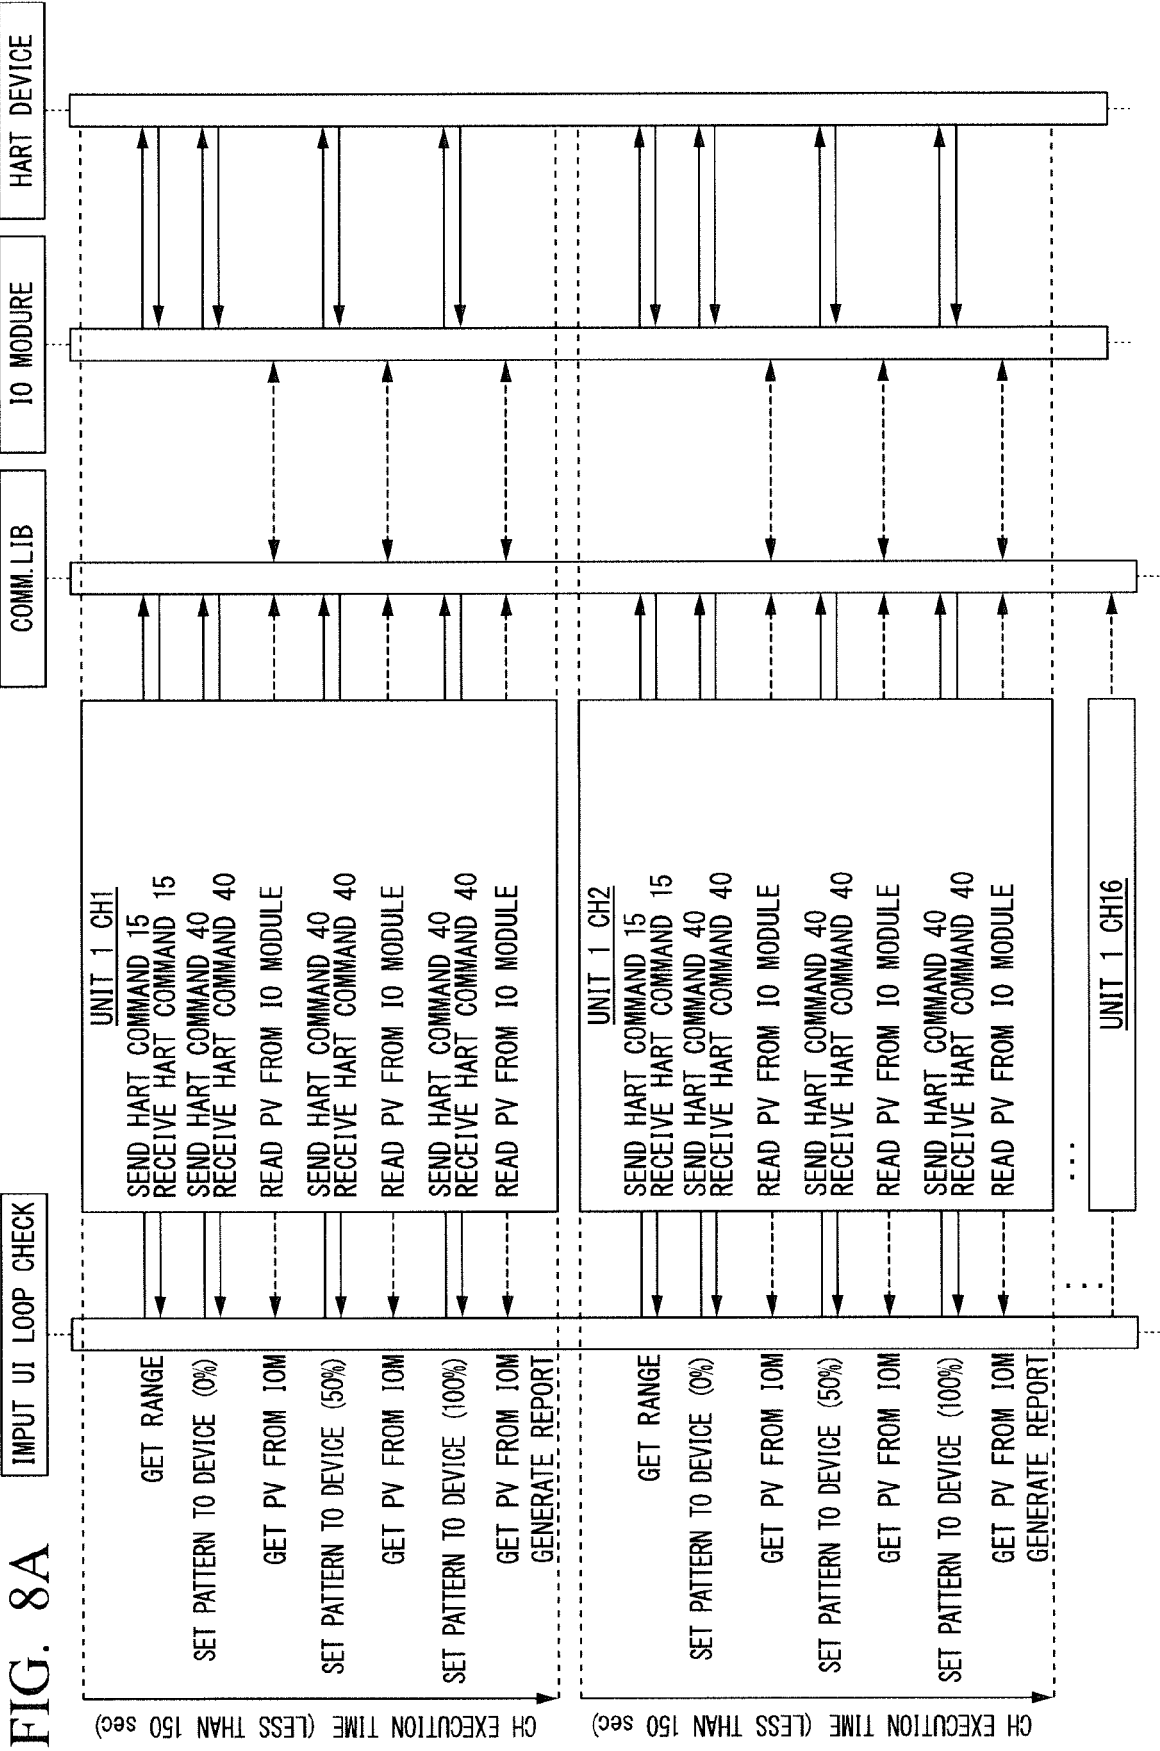 FIG. 8A
IMPUT UI LOOP CHECK
COMM.LIB
IO MODURE
HART DEVICE
CH EXECUTION TIME (LESS THAN 150 sec)
GET RANGE
SET PATTERN TO DEVICE (0%)
GET PV FROM IOM
SET PATTERN TO DEVICE (50%)
GET PV FROM IOM
SET PATTERN TO DEVICE (100%)
GET PV FROM IOM
GENERATE REPORT
UNIT 1 CH1
SEND HART COMMAND 15
RECEIVE HART COMMAND 15
SEND HART COMMAND 40
RECEIVE HART COMMAND 40
READ PV FROM IO MODULE
SEND HART COMMAND 40
RECEIVE HART COMMAND 40
READ PV FROM IO MODULE
SEND HART COMMAND 40
RECEIVE HART COMMAND 40
READ PV FROM IO MODULE
CH EXECUTION TIME (LESS THAN 150 sec)
GET RANGE
SET PATTERN TO DEVICE (0%)
GET PV FROM IOM
SET PATTERN TO DEVICE (50%)
GET PV FROM IOM
SET PATTERN TO DEVICE (100%)
GET PV FROM IOM
GENERATE REPORT
UNIT 1 CH2
SEND HART COMMAND 15
RECEIVE HART COMMAND 15
SEND HART COMMAND 40
RECEIVE HART COMMAND 40
READ PV FROM IO MODULE
SEND HART COMMAND 40
RECEIVE HART COMMAND 40
READ PV FROM IO MODULE
SEND HART COMMAND 40
RECEIVE HART COMMAND 40
READ PV FROM IO MODULE
...
...
UNIT 1 CH16